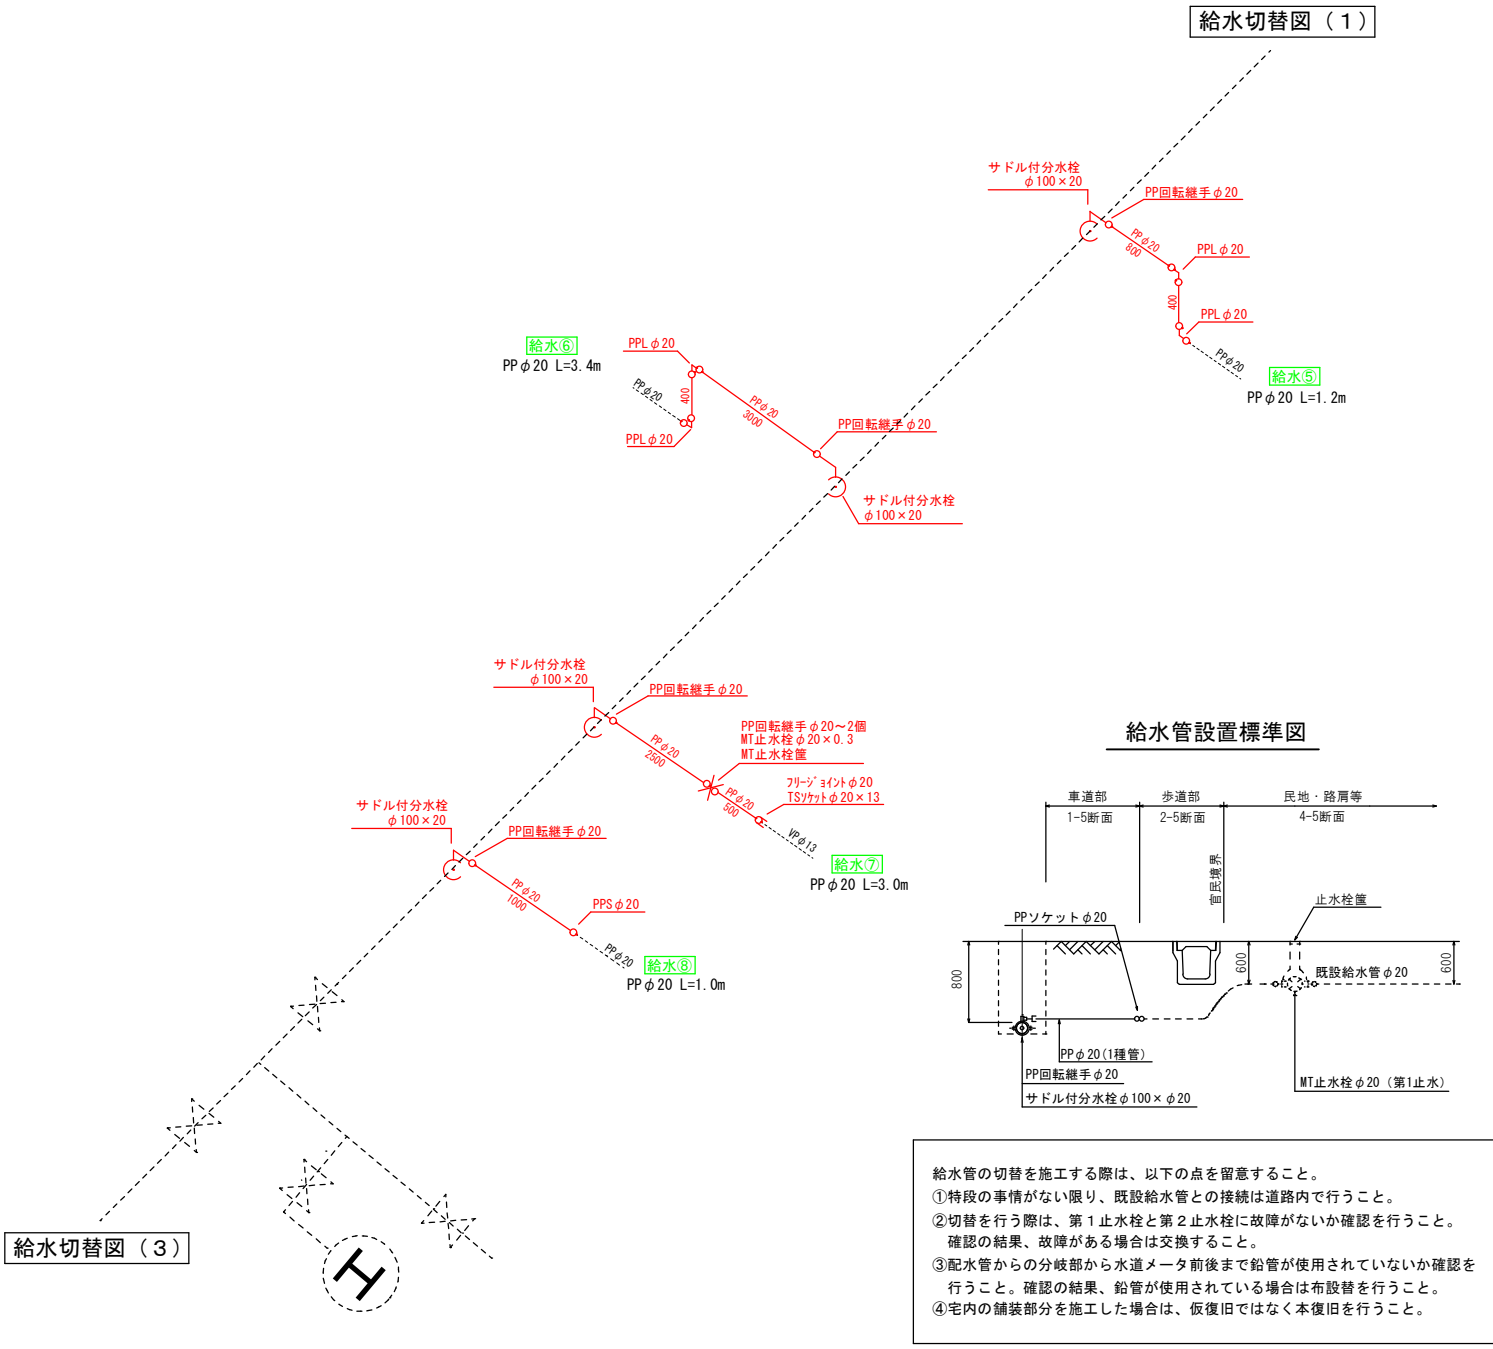 給水切替図（１）
サドル付分水栓
φ100×20
PP回転継手φ20
PPφ20
800
PPLφ20
400
PPLφ20
PPφ20
給水⑤
PPφ20 L=1.2m
給水⑥
PPφ20 L=3.4m
PPLφ20
PPφ20
400
PPLφ20
PPφ20
3000
PP回転継手φ20
サドル付分水栓
φ100×20
サドル付分水栓
φ100×20
PP回転継手φ20
PPφ20
2500
PP回転継手φ20～2個
MT止水栓φ20×0.3
MT止水栓筐
PPφ20
500
フリージョイントφ20
TSソケットφ20×13
VPφ13
給水⑦
PPφ20 L=3.0m
サドル付分水栓
φ100×20
PP回転継手φ20
PPφ20
1000
PPSφ20
PPφ20
給水⑧
PPφ20 L=1.0m
給水切替図（３）
H
給水管設置標準図
車道部
歩道部
民地・路肩等
1-5断面
2-5断面
4-5断面
官民境界
止水栓筐
PPソケットφ20
800
600
600
既設給水管φ20
PPφ20(1種管)
PP回転継手φ20
サドル付分水栓φ100×φ20
MT止水栓φ20 (第1止水)
給水管の切替を施工する際は、以下の点を留意すること。
①特段の事情がない限り、既設給水管との接続は道路内で行うこと。
②切替を行う際は、第１止水栓と第２止水栓に故障がないか確認を行うこと。
確認の結果、故障がある場合は交換すること。
③配水管からの分岐部から水道メータ前後まで鉛管が使用されていないか確認を
行うこと。確認の結果、鉛管が使用されている場合は布設替を行うこと。
④宅内の舗装部分を施工した場合は、仮復旧ではなく本復旧を行うこと。